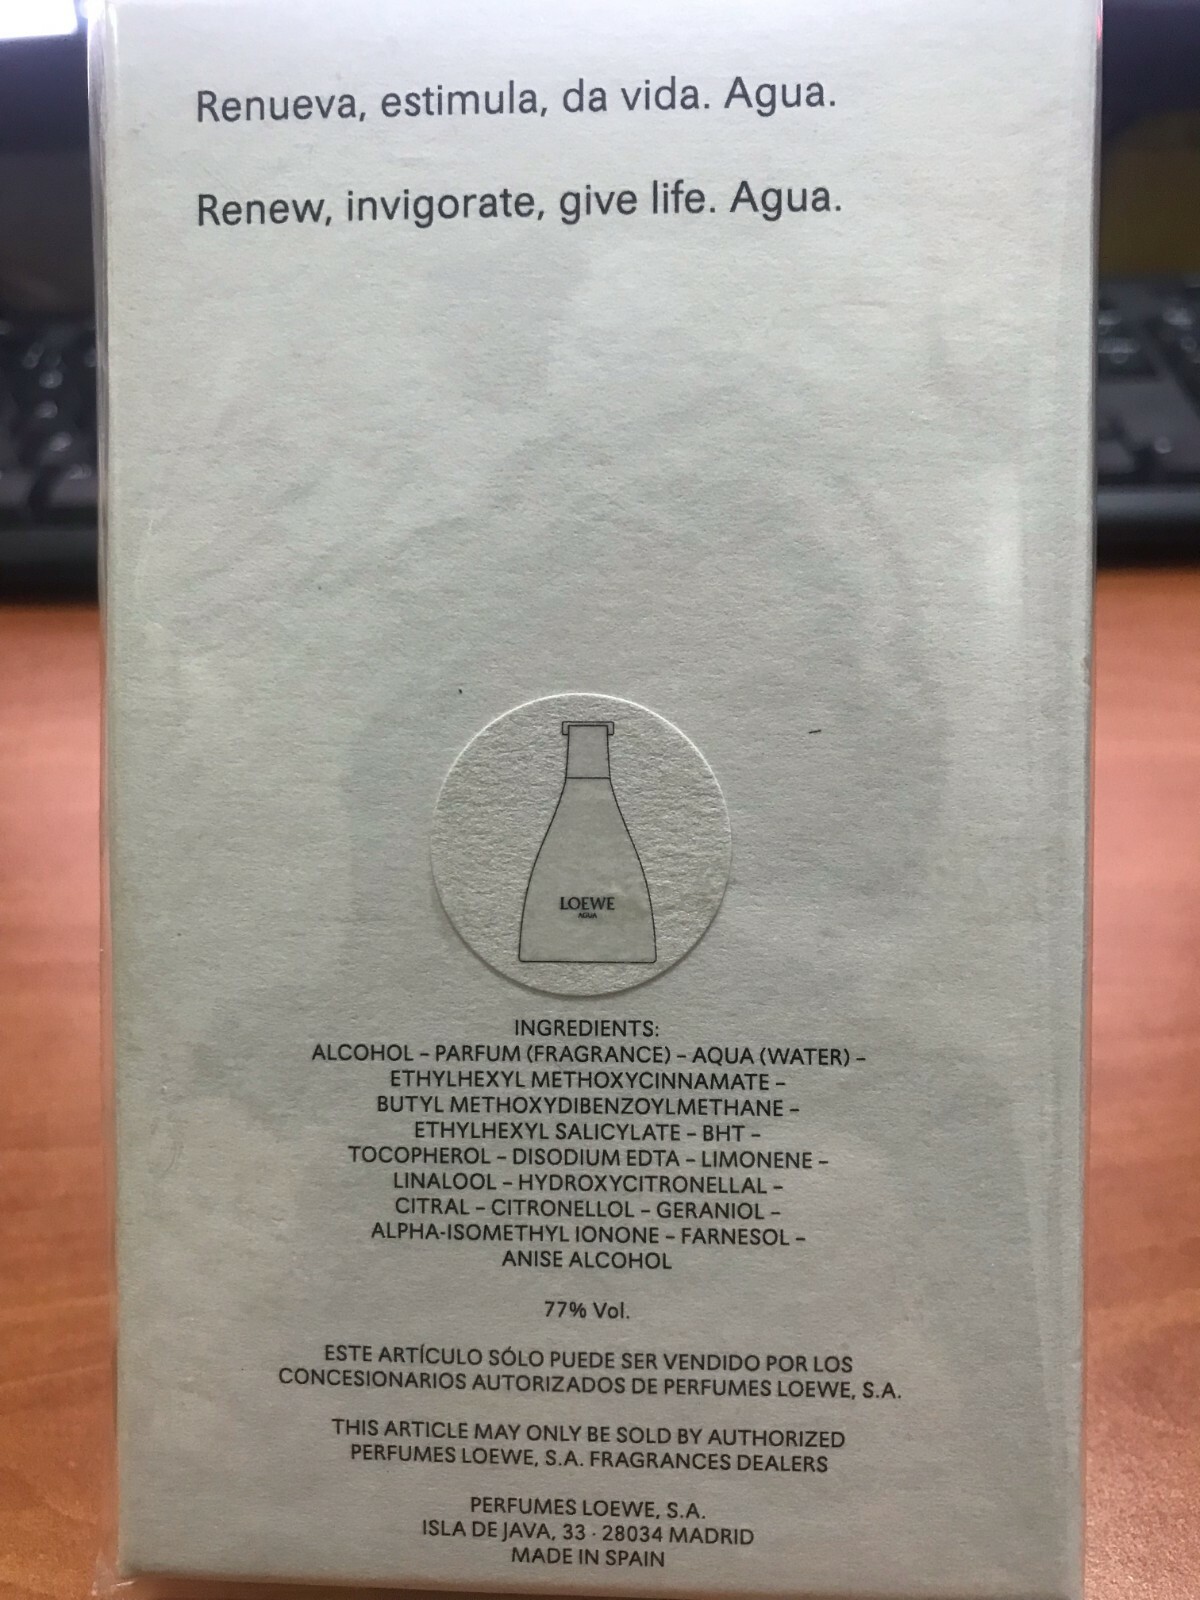 Renueva, estimula, da vida. Agua.
Renew, invigorate, give life. Agua.
LOEWE
AGUA
INGREDIENTS:
ALCOHOL – PARFUM (FRAGRANCE) – AQUA (WATER) –
ETHYLHEXYL METHOXYCINNAMATE –
BUTYL METHOXYDIBENZOYLMETHANE –
ETHYLHEXYL SALICYLATE – BHT –
TOCOPHEROL – DISODIUM EDTA – LIMONENE –
LINALOOL – HYDROXYCITRONELLAL –
CITRAL – CITRONELLOL – GERANIOL –
ALPHA-ISOMETHYL IONONE – FARNESOL –
ANISE ALCOHOL
77% Vol.
ESTE ARTÍCULO SÓLO PUEDE SER VENDIDO POR LOS
CONCESIONARIOS AUTORIZADOS DE PERFUMES LOEWE, S.A.
THIS ARTICLE MAY ONLY BE SOLD BY AUTHORIZED
PERFUMES LOEWE, S.A. FRAGRANCES DEALERS
PERFUMES LOEWE, S.A.
ISLA DE JAVA, 33 · 28034 MADRID
MADE IN SPAIN